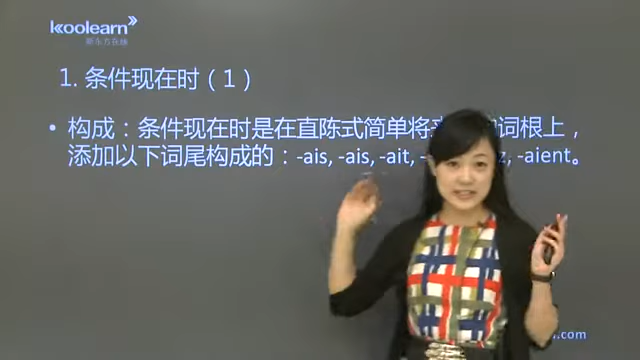 koolearn
新东方在线
1. 条件现在时（1）
• 构成：条件现在时是在直陈式简单将 词根上，
添加以下词尾构成的：-ais, -ais, -ait, -aient。
.com